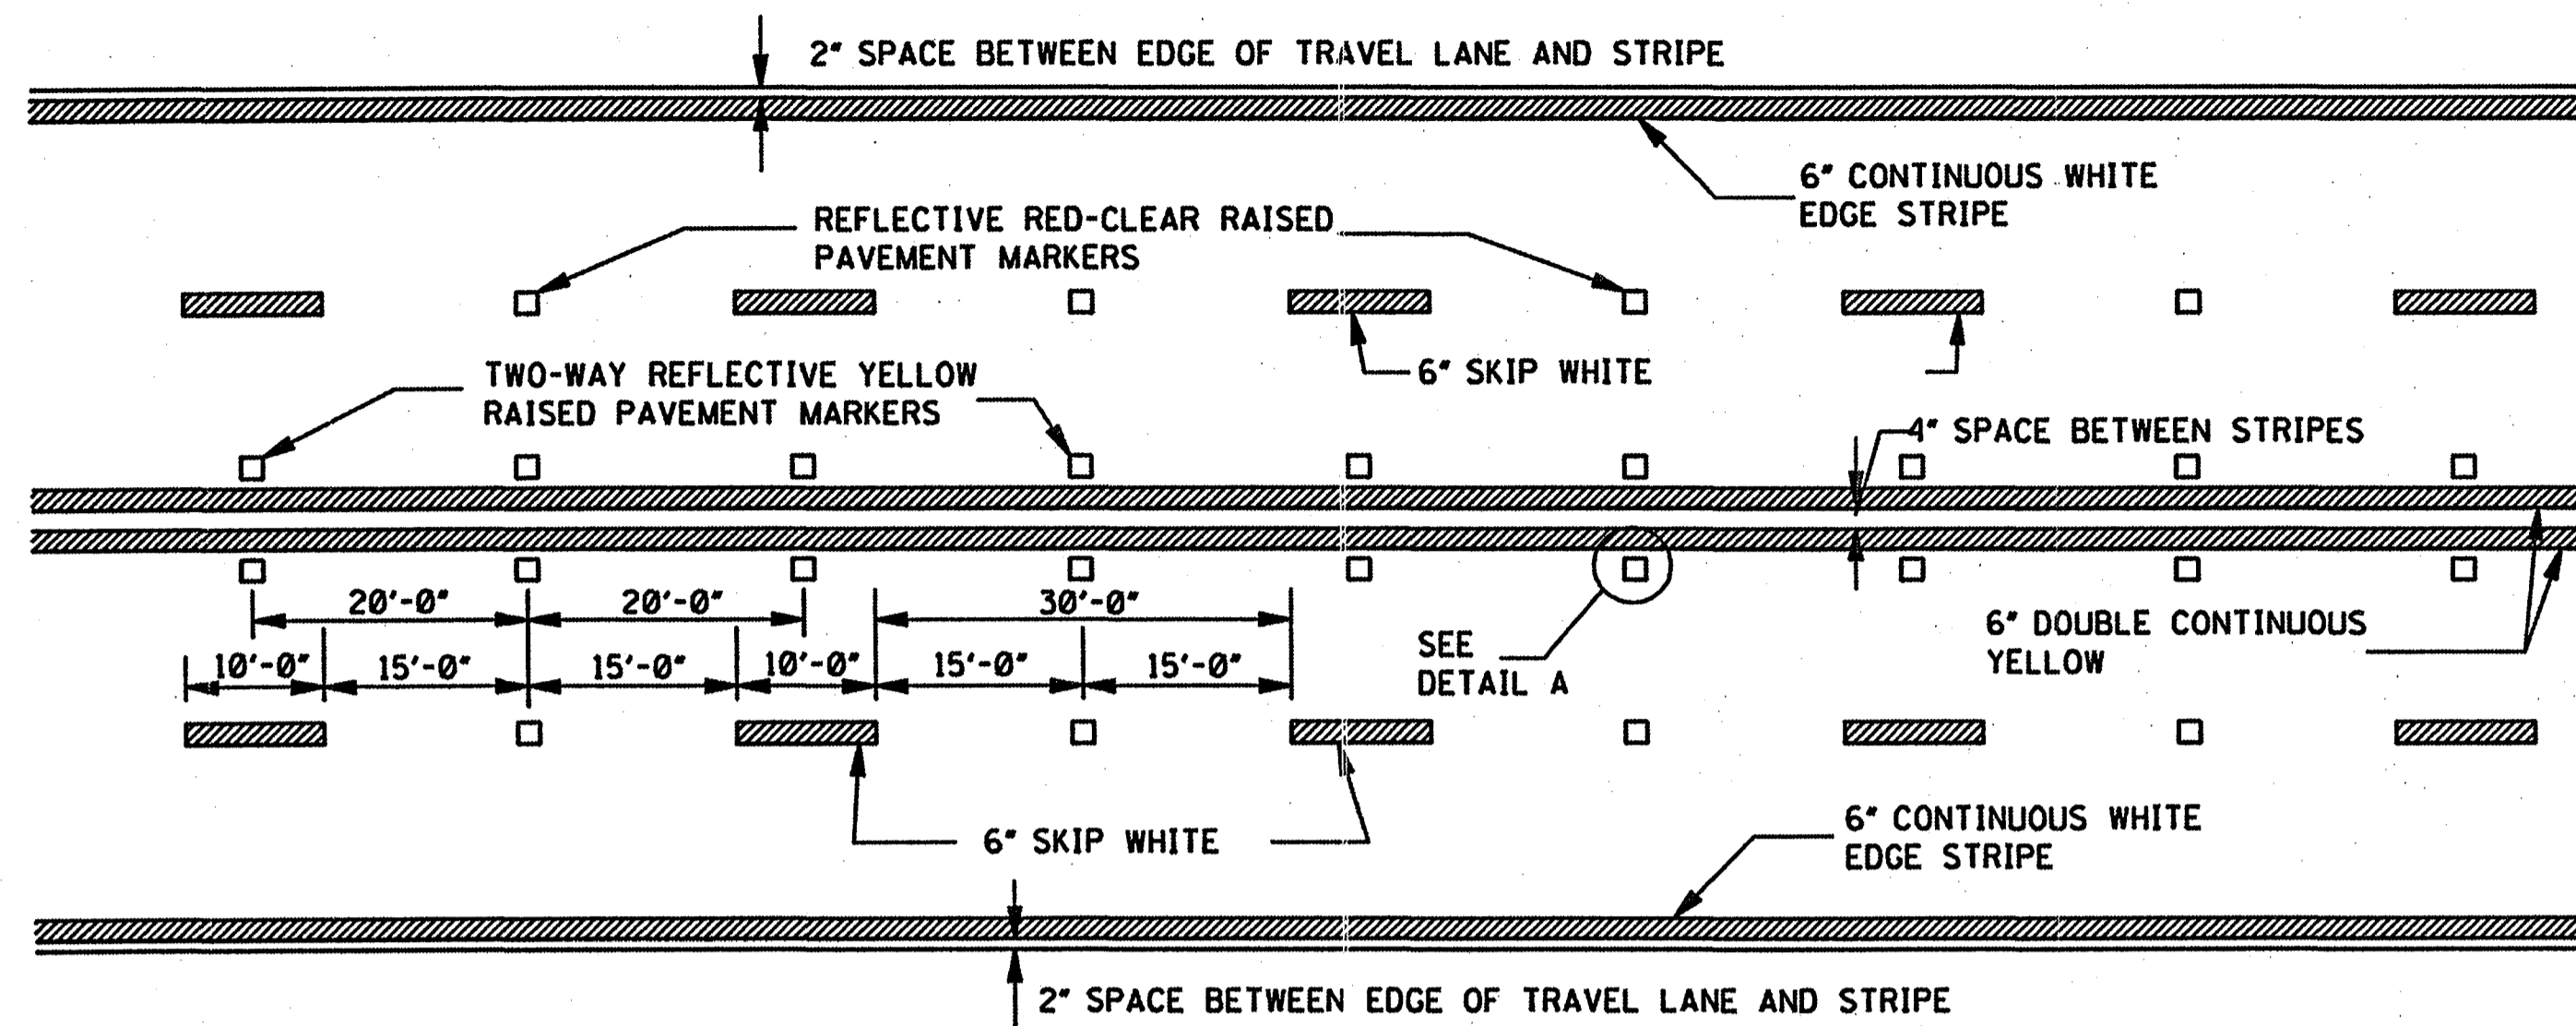 2" SPACE BETWEEN EDGE OF TRAVEL LANE AND STRIPE
6" CONTINUOUS WHITE
EDGE STRIPE
REFLECTIVE RED-CLEAR RAISED
PAVEMENT MARKERS
6" SKIP WHITE
TWO-WAY REFLECTIVE YELLOW
RAISED PAVEMENT MARKERS
4" SPACE BETWEEN STRIPES
20'-0" 20'-0" 30'-0"
10'-0" 15'-0" 15'-0" 10'-0" 15'-0" 15'-0"
SEE
DETAIL A
6" DOUBLE CONTINUOUS
YELLOW
6" SKIP WHITE
6" CONTINUOUS WHITE
EDGE STRIPE
2" SPACE BETWEEN EDGE OF TRAVEL LANE AND STRIPE